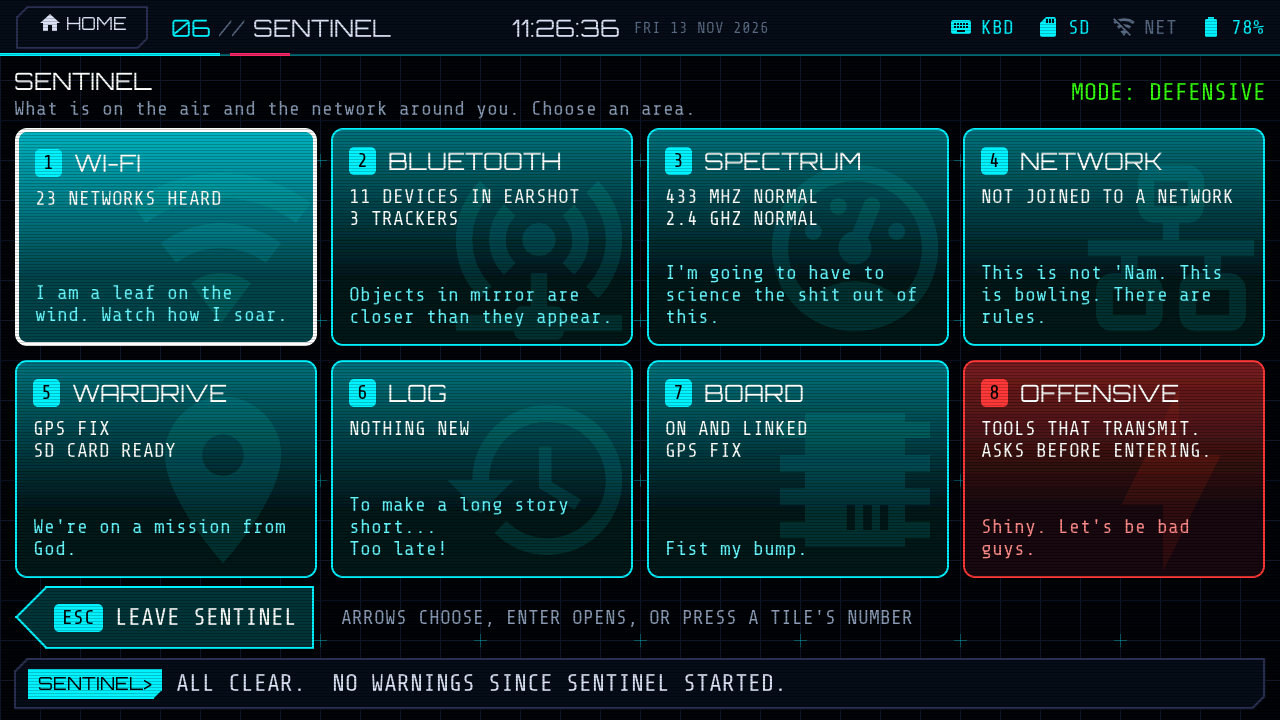 HOME
06 // SENTINEL
11:26:36 FRI 13 NOV 2026
KBD SD NET 78%
SENTINEL
What is on the air and the network around you. Choose an area.
MODE: DEFENSIVE
1 WI-FI
23 NETWORKS HEARD
I am a leaf on the
wind. Watch how I soar.
2 BLUETOOTH
11 DEVICES IN EARSHOT
3 TRACKERS
Objects in mirror are
closer than they appear.
3 SPECTRUM
433 MHZ NORMAL
2.4 GHZ NORMAL
I'm going to have to
science the shit out of
this.
4 NETWORK
NOT JOINED TO A NETWORK
This is not 'Nam. This
is bowling. There are
rules.
5 WARDRIVE
GPS FIX
SD CARD READY
We're on a mission from
God.
6 LOG
NOTHING NEW
To make a long story
short...
Too late!
7 BOARD
ON AND LINKED
GPS FIX
Fist my bump.
8 OFFENSIVE
TOOLS THAT TRANSMIT.
ASKS BEFORE ENTERING.
Shiny. Let's be bad
guys.
ESC LEAVE SENTINEL
ARROWS CHOOSE, ENTER OPENS, OR PRESS A TILE'S NUMBER
SENTINEL> ALL CLEAR. NO WARNINGS SINCE SENTINEL STARTED.